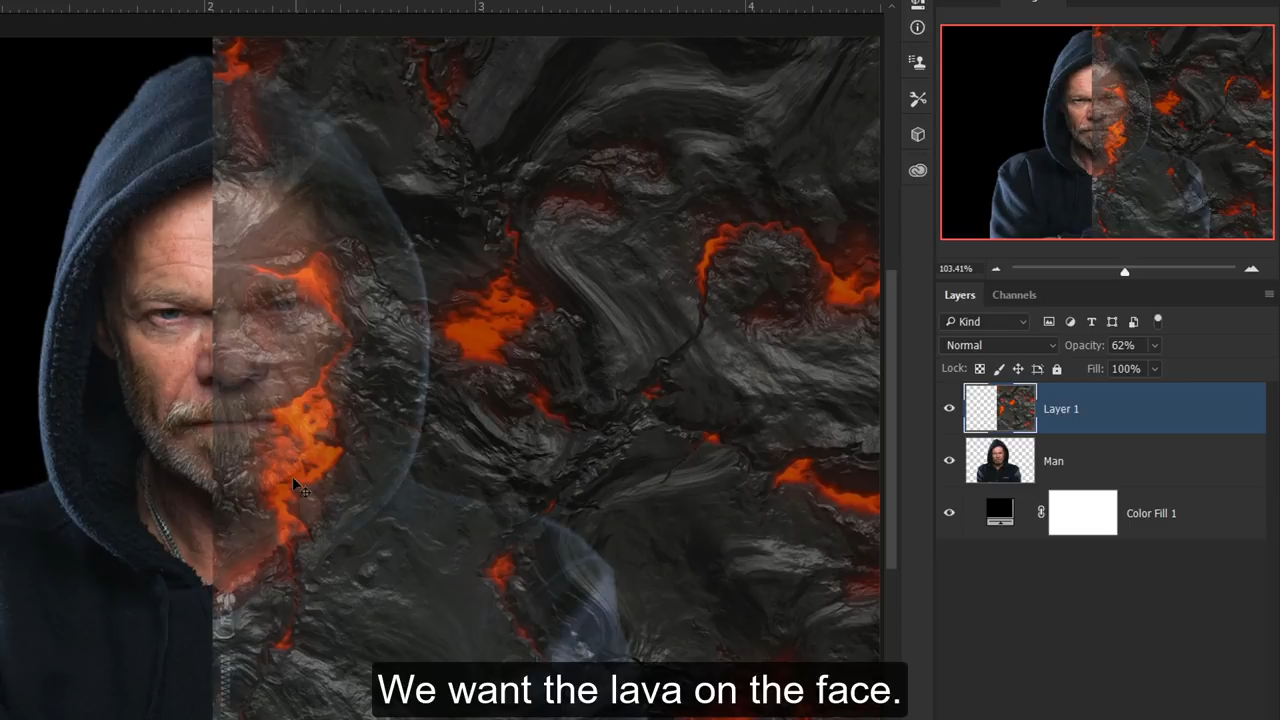 2
3
4
103.41%
Layers
Channels
Kind
T
Normal
Opacity: 62%
Lock:
Fill: 100%
Layer 1
Man
Color Fill 1
We want the lava on the face.